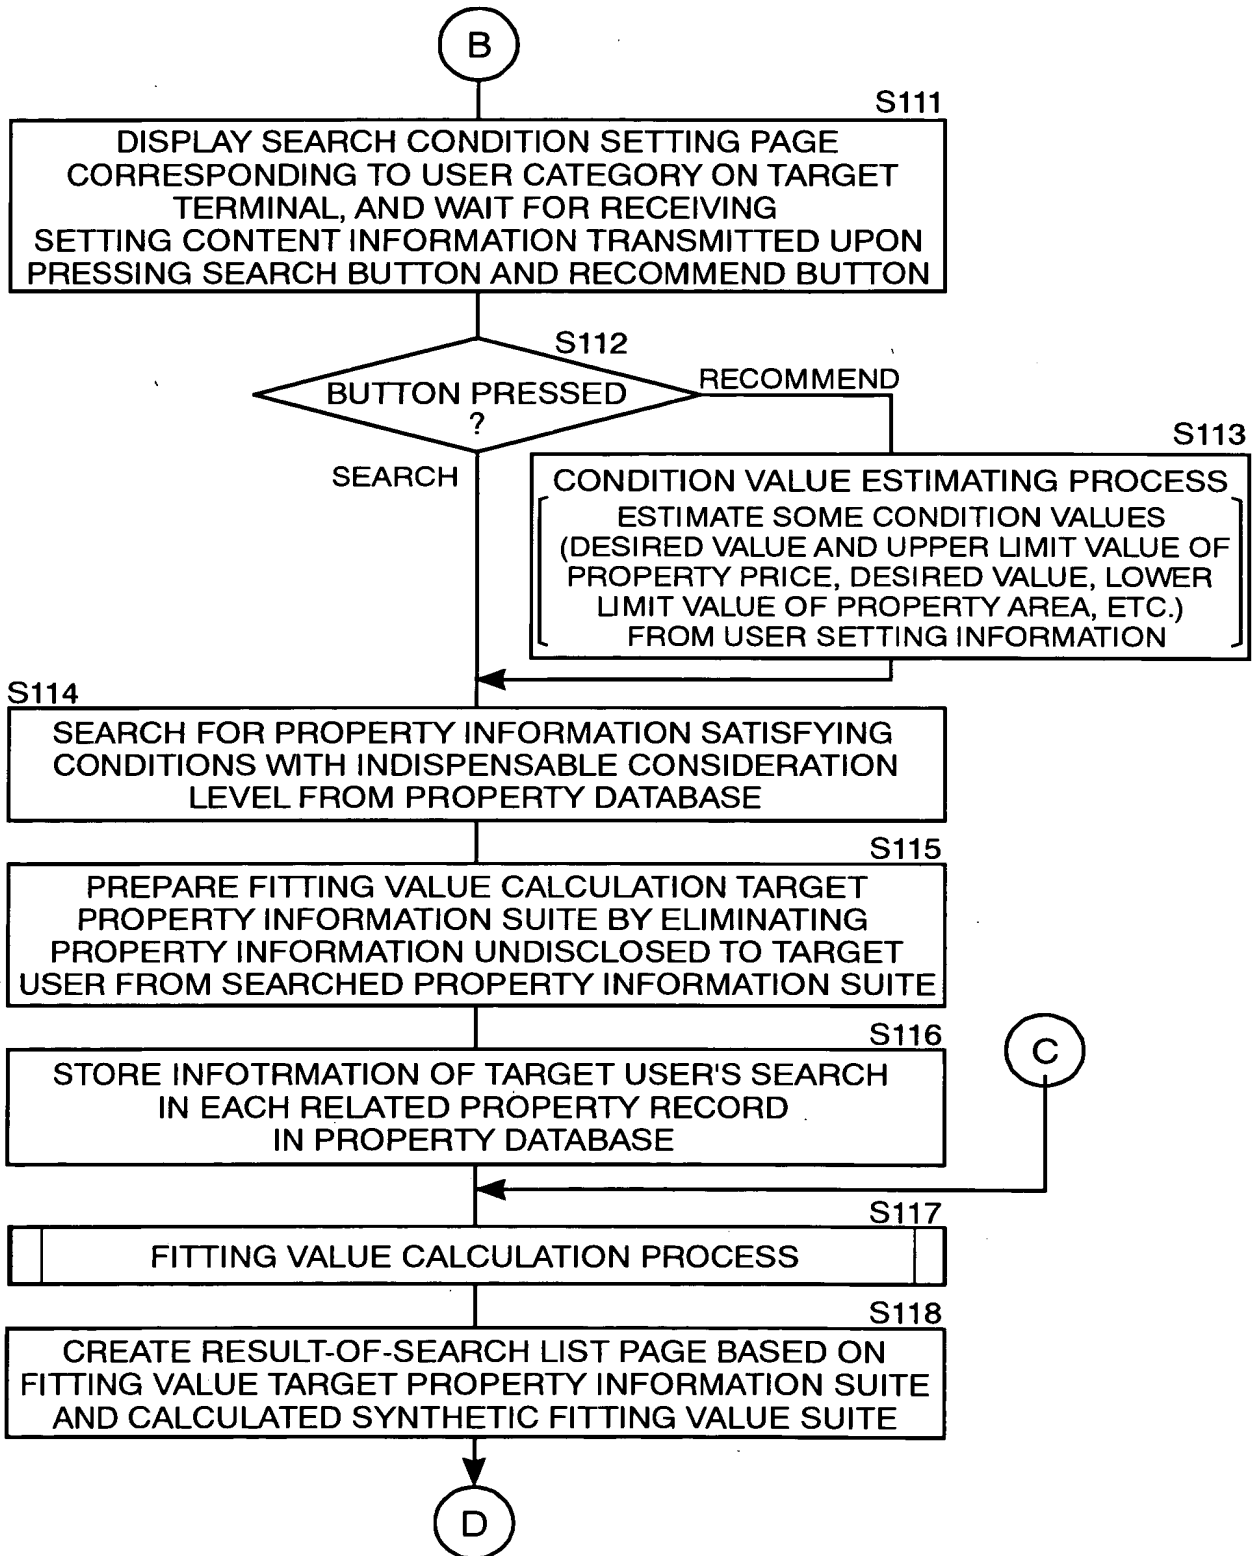 B
S111
DISPLAY SEARCH CONDITION SETTING PAGE
CORRESPONDING TO USER CATEGORY ON TARGET
TERMINAL, AND WAIT FOR RECEIVING
SETTING CONTENT INFORMATION TRANSMITTED UPON
PRESSING SEARCH BUTTON AND RECOMMEND BUTTON
S112
BUTTON PRESSED
?
RECOMMEND
SEARCH
S113
CONDITION VALUE ESTIMATING PROCESS
ESTIMATE SOME CONDITION VALUES
(DESIRED VALUE AND UPPER LIMIT VALUE OF
PROPERTY PRICE, DESIRED VALUE, LOWER
LIMIT VALUE OF PROPERTY AREA, ETC.)
FROM USER SETTING INFORMATION
S114
SEARCH FOR PROPERTY INFORMATION SATISFYING
CONDITIONS WITH INDISPENSABLE CONSIDERATION
LEVEL FROM PROPERTY DATABASE
S115
PREPARE FITTING VALUE CALCULATION TARGET
PROPERTY INFORMATION SUITE BY ELIMINATING
PROPERTY INFORMATION UNDISCLOSED TO TARGET
USER FROM SEARCHED PROPERTY INFORMATION SUITE
S116
STORE INFOTRMATION OF TARGET USER'S SEARCH
IN EACH RELATED PROPERTY RECORD
IN PROPERTY DATABASE
C
S117
FITTING VALUE CALCULATION PROCESS
S118
CREATE RESULT-OF-SEARCH LIST PAGE BASED ON
FITTING VALUE TARGET PROPERTY INFORMATION SUITE
AND CALCULATED SYNTHETIC FITTING VALUE SUITE
D